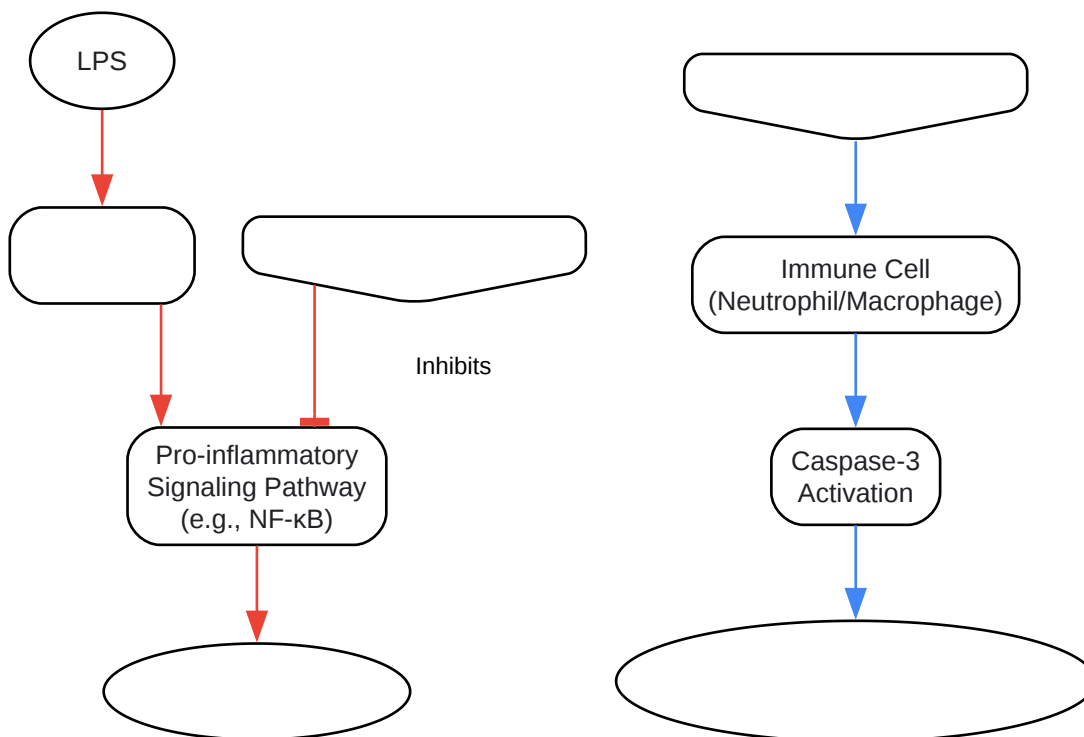 LPS
Inhibits
Pro-inflammatory
Signaling Pathway
(e.g., NF-κB)
Immune Cell
(Neutrophil/Macrophage)
Caspase-3
Activation